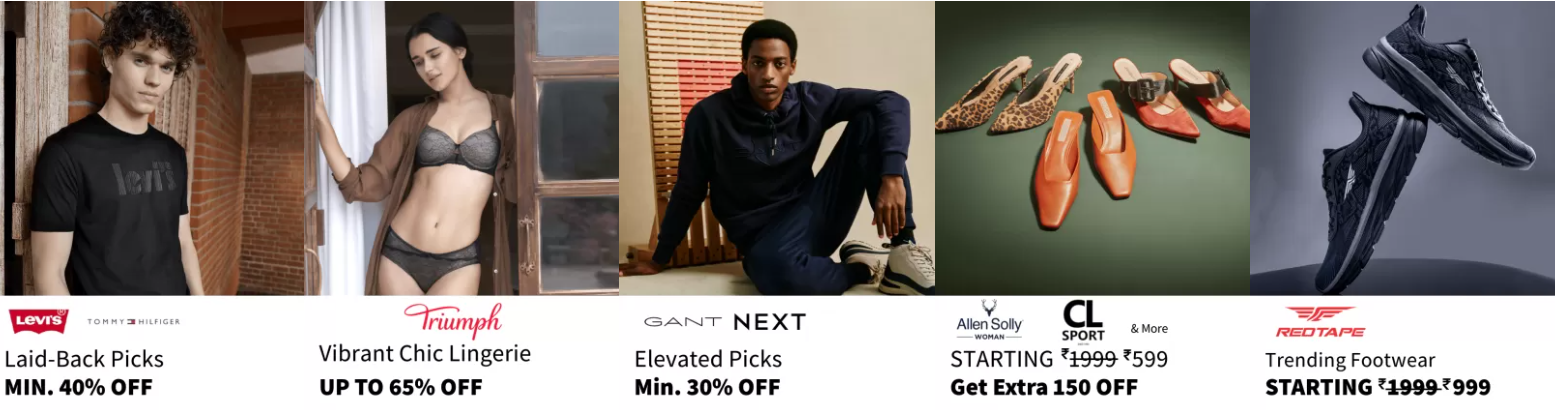 levi's
LEVI'S TOMMY HILFIGER
Laid-Back Picks
MIN. 40% OFF
Triumph
Vibrant Chic Lingerie
UP TO 65% OFF
GANT NEXT
Elevated Picks
Min. 30% OFF
Allen Solly
WOMAN
CL
SPORT
& More
STARTING ₹1999 ₹599
Get Extra 150 OFF
REDTAPE
Trending Footwear
STARTING ₹1999 ₹999